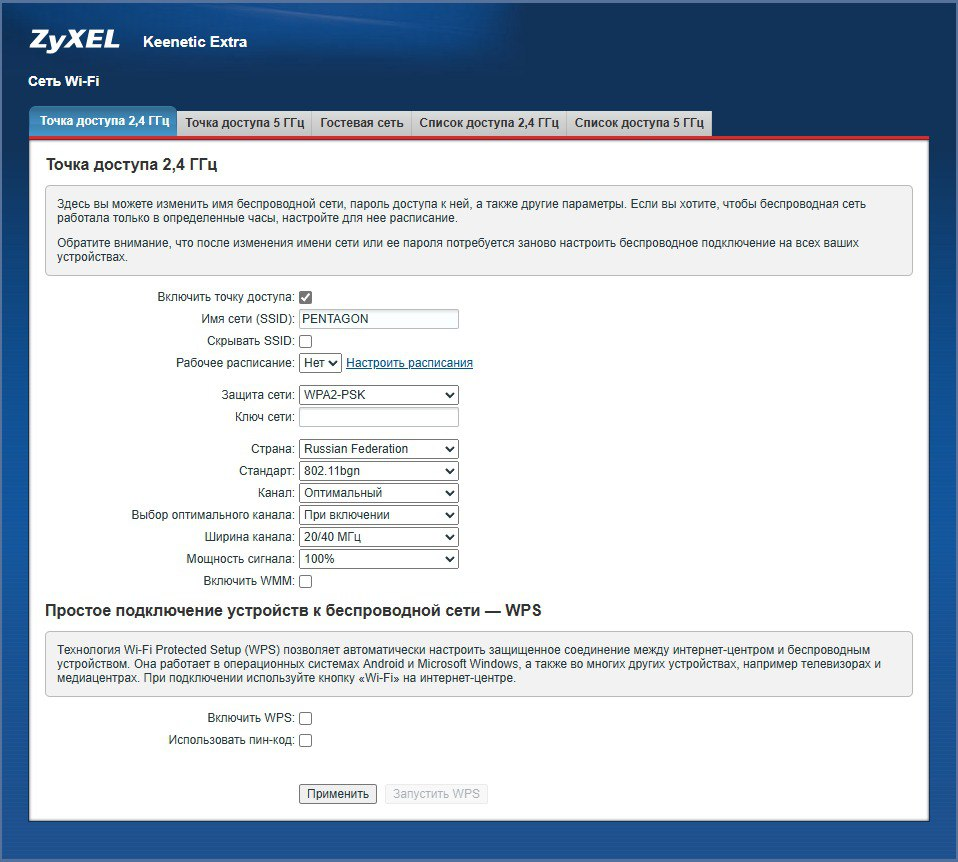 ZyXEL Keenetic Extra
Сеть Wi-Fi
Точка доступа 2,4 ГГц Точка доступа 5 ГГц Гостевая сеть Список доступа 2,4 ГГц Список доступа 5 ГГц
Точка доступа 2,4 ГГц
Здесь вы можете изменить имя беспроводной сети, пароль доступа к ней, а также другие параметры. Если вы хотите, чтобы беспроводная сеть
работала только в определенные часы, настройте для нее расписание.
Обратите внимание, что после изменения имени сети или ее пароля потребуется заново настроить беспроводное подключение на всех ваших
устройствах.
Включить точку доступа:
Имя сети (SSID): PENTAGON
Скрывать SSID:
Рабочее расписание: Нет Настроить расписания
Защита сети: WPA2-PSK
Ключ сети:
Страна: Russian Federation
Стандарт: 802.11bgn
Канал: Оптимальный
Выбор оптимального канала: При включении
Ширина канала: 20/40 МГц
Мощность сигнала: 100%
Включить WMM:
Простое подключение устройств к беспроводной сети — WPS
Технология Wi-Fi Protected Setup (WPS) позволяет автоматически настроить защищенное соединение между интернет-центром и беспроводным
устройством. Она работает в операционных системах Android и Microsoft Windows, а также во многих других устройствах, например телевизорах и
медиацентрах. При подключении используйте кнопку «Wi-Fi» на интернет-центре.
Включить WPS:
Использовать пин-код:
Применить Запустить WPS